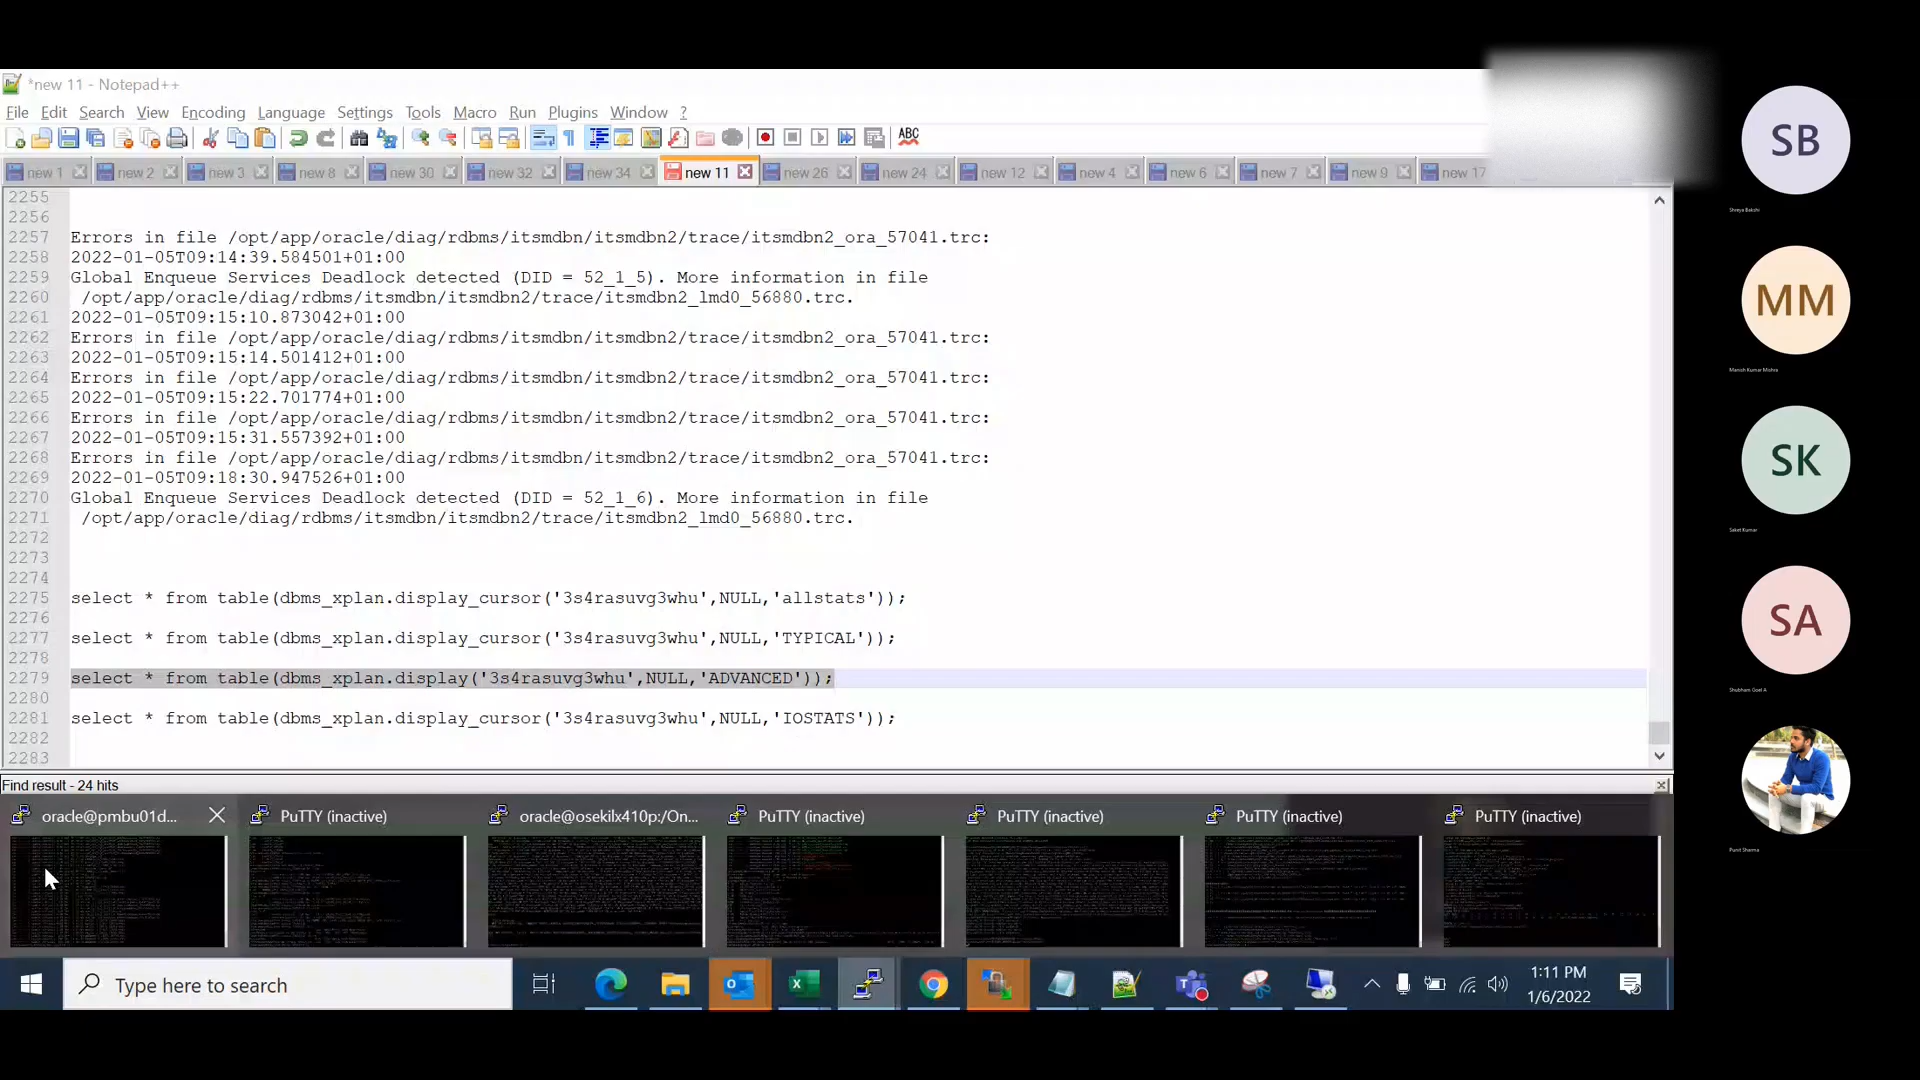 *new 11 - Notepad++
File Edit Search View Encoding Language Settings Tools Macro Run Plugins Window ?
ABC
new 1 new 2 new 3 new 8 new 30 new 32 new 34 new 11 new 26 new 24 new 12 new 4 new 6 new 7 new 9 new 17
2255
2256
2257 Errors in file /opt/app/oracle/diag/rdbms/itsmdbn/itsmdbn2/trace/itsmdbn2_ora_57041.trc:
2258 2022-01-05T09:14:39.584501+01:00
2259 Global Enqueue Services Deadlock detected (DID = 52_1_5). More information in file
2260 /opt/app/oracle/diag/rdbms/itsmdbn/itsmdbn2/trace/itsmdbn2_lmd0_56880.trc.
2261 2022-01-05T09:15:10.873042+01:00
2262 Errors in file /opt/app/oracle/diag/rdbms/itsmdbn/itsmdbn2/trace/itsmdbn2_ora_57041.trc:
2263 2022-01-05T09:15:14.501412+01:00
2264 Errors in file /opt/app/oracle/diag/rdbms/itsmdbn/itsmdbn2/trace/itsmdbn2_ora_57041.trc:
2265 2022-01-05T09:15:22.701774+01:00
2266 Errors in file /opt/app/oracle/diag/rdbms/itsmdbn/itsmdbn2/trace/itsmdbn2_ora_57041.trc:
2267 2022-01-05T09:15:31.557392+01:00
2268 Errors in file /opt/app/oracle/diag/rdbms/itsmdbn/itsmdbn2/trace/itsmdbn2_ora_57041.trc:
2269 2022-01-05T09:18:30.947526+01:00
2270 Global Enqueue Services Deadlock detected (DID = 52_1_6). More information in file
2271 /opt/app/oracle/diag/rdbms/itsmdbn/itsmdbn2/trace/itsmdbn2_lmd0_56880.trc.
2272
2273
2274
2275 select * from table(dbms_xplan.display_cursor('3s4rasuvg3whu',NULL,'allstats'));
2276
2277 select * from table(dbms_xplan.display_cursor('3s4rasuvg3whu',NULL,'TYPICAL'));
2278
2279 select * from table(dbms_xplan.display('3s4rasuvg3whu',NULL,'ADVANCED'));
2280
2281 select * from table(dbms_xplan.display_cursor('3s4rasuvg3whu',NULL,'IOSTATS'));
2282
2283
Find result - 24 hits
oracle@pmbu01d... PuTTY (inactive) oracle@osekilx410p:/On... PuTTY (inactive) PuTTY (inactive) PuTTY (inactive) PuTTY (inactive)
Type here to search
1:11 PM
1/6/2022
SB
Shreya Bakshi
MM
Manish Kumar Mishra
SK
Saket Kumar
SA
Shubham Goel A
Punit Sharma